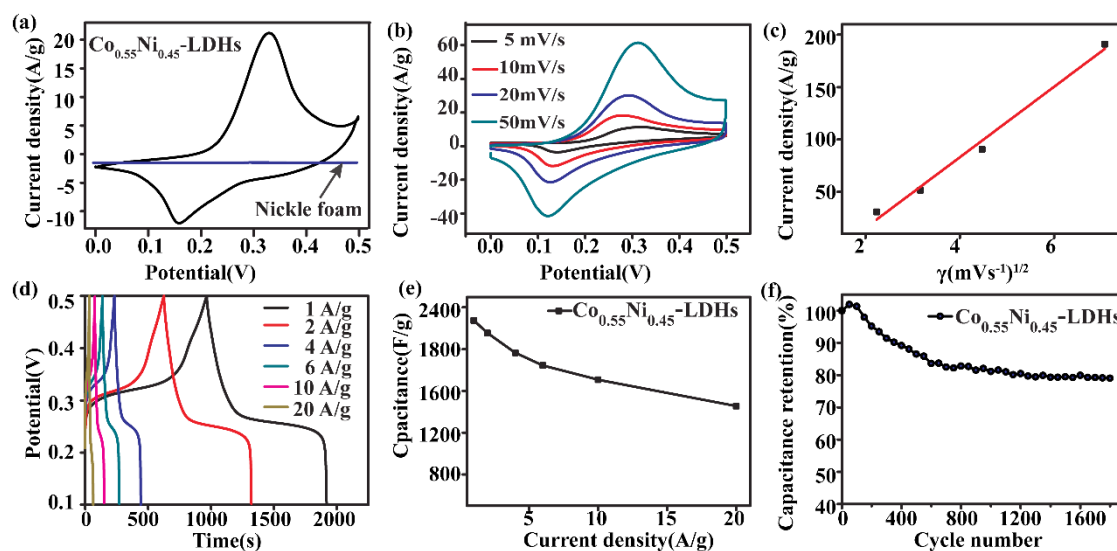 (a)
Co0.55Ni0.45-LDHs
Current density(A/g)
20
15
10
5
0
-5
-10
Nickle foam
0.0 0.1 0.2 0.3 0.4 0.5
Potential(V)
(b)
5 mV/s
10mV/s
20mV/s
50mV/s
Current density(A/g)
60
40
20
0
-20
-40
0.0 0.1 0.2 0.3 0.4 0.5
Potential(V)
(c)
Current density(A/g)
200
150
100
50
2 4 6
γ(mVs⁻¹)¹/²
(d)
1 A/g
2 A/g
4 A/g
6 A/g
10 A/g
20 A/g
Potential(V)
0.5
0.4
0.3
0.2
0.1
0 500 1000 1500 2000
Time(s)
(e)
Co0.55Ni0.45-LDHs
Cpacitancc(F/g)
2400
1800
1600
1200
800
5 10 15 20
Current density(A/g)
(f)
Co0.55Ni0.45-LDHs
Capacitance retention(%)
100
90
80
70
60
50
40
0 400 800 1200 1600
Cycle number